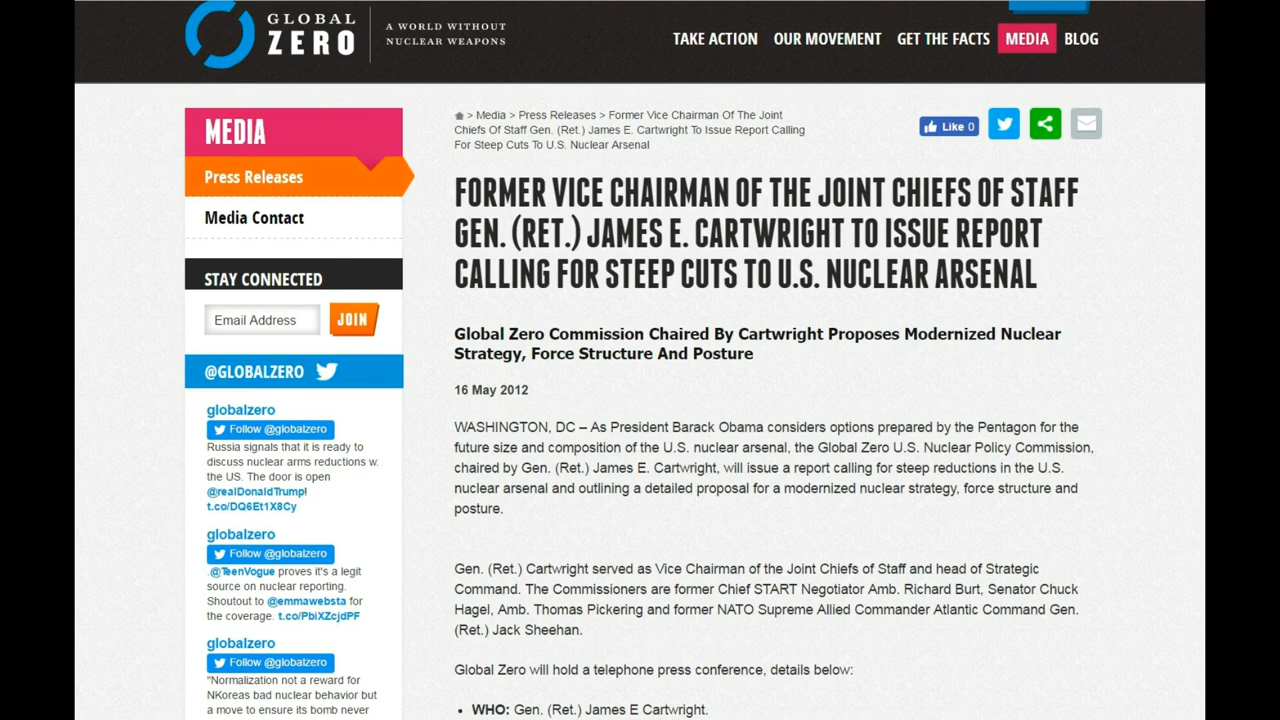 GLOBAL
ZERO
A WORLD WITHOUT
NUCLEAR WEAPONS
TAKE ACTION OUR MOVEMENT GET THE FACTS MEDIA BLOG
MEDIA
Press Releases
Media Contact
STAY CONNECTED
Email Address JOIN
@GLOBALZERO
globalzero
Follow @globalzero
Russia signals that it is ready to
discuss nuclear arms reductions w.
the US. The door is open
@realDonaldTrump!
t.co/DQ6Et1X8Cy
globalzero
Follow @globalzero
.@TeenVogue proves it's a legit
source on nuclear reporting.
Shoutout to @emmawebsta for
the coverage. t.co/PbiXZcjdPF
globalzero
Follow @globalzero
"Normalization not a reward for
NKoreas bad nuclear behavior but
a move to ensure its bomb never
> Media > Press Releases > Former Vice Chairman Of The Joint
Chiefs Of Staff Gen. (Ret.) James E. Cartwright To Issue Report Calling
For Steep Cuts To U.S. Nuclear Arsenal
Like 0
FORMER VICE CHAIRMAN OF THE JOINT CHIEFS OF STAFF
GEN. (RET.) JAMES E. CARTWRIGHT TO ISSUE REPORT
CALLING FOR STEEP CUTS TO U.S. NUCLEAR ARSENAL
Global Zero Commission Chaired By Cartwright Proposes Modernized Nuclear
Strategy, Force Structure And Posture
16 May 2012
WASHINGTON, DC – As President Barack Obama considers options prepared by the Pentagon for the
future size and composition of the U.S. nuclear arsenal, the Global Zero U.S. Nuclear Policy Commission,
chaired by Gen. (Ret.) James E. Cartwright, will issue a report calling for steep reductions in the U.S.
nuclear arsenal and outlining a detailed proposal for a modernized nuclear strategy, force structure and
posture.
Gen. (Ret.) Cartwright served as Vice Chairman of the Joint Chiefs of Staff and head of Strategic
Command. The Commissioners are former Chief START Negotiator Amb. Richard Burt, Senator Chuck
Hagel, Amb. Thomas Pickering and former NATO Supreme Allied Commander Atlantic Command Gen.
(Ret.) Jack Sheehan.
Global Zero will hold a telephone press conference, details below:
• WHO: Gen. (Ret.) James E Cartwright.